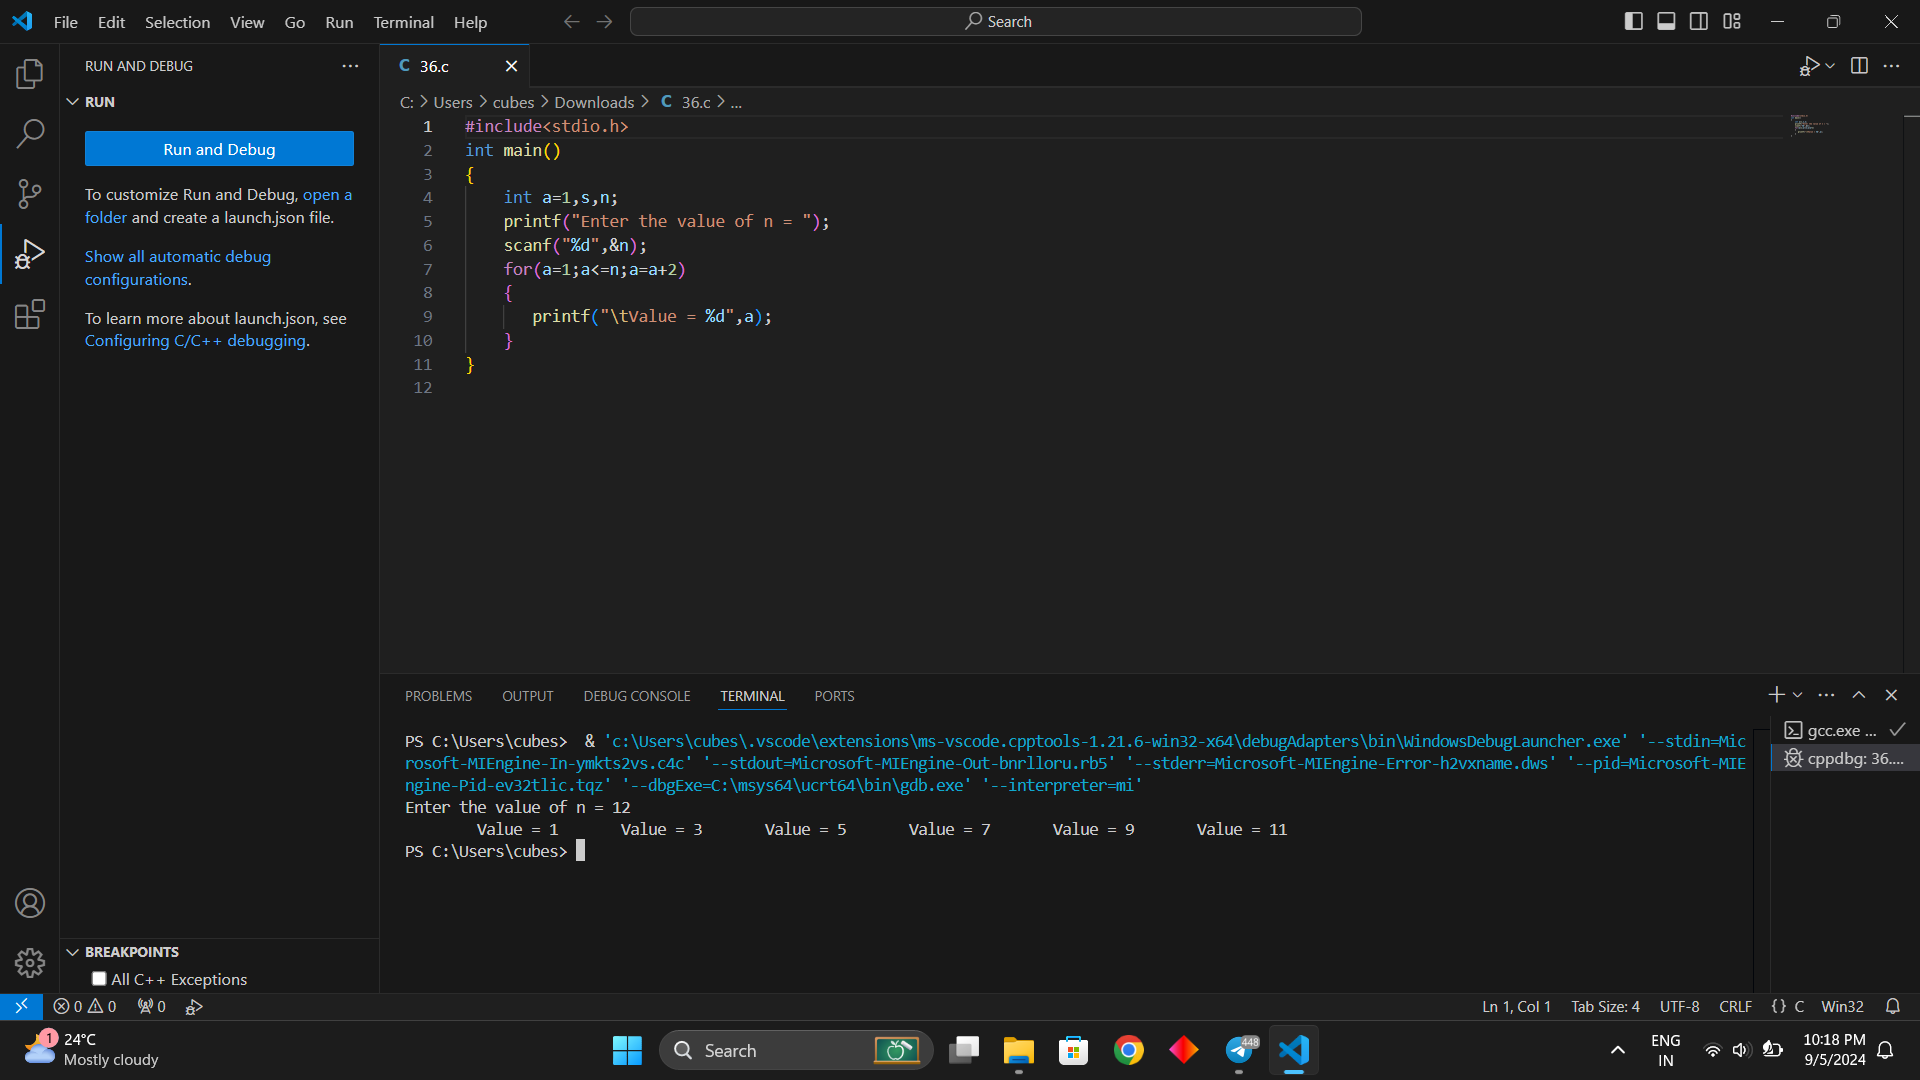 File Edit Selection View Go Run Terminal Help
Search
RUN AND DEBUG
RUN
Run and Debug
To customize Run and Debug, open a
folder and create a launch.json file.
Show all automatic debug
configurations.
To learn more about launch.json, see
Configuring C/C++ debugging.
BREAKPOINTS
All C++ Exceptions
C 36.c
C: > Users > cubes > Downloads > C 36.c > ...
1 #include<stdio.h>
2 int main()
3 {
4 int a=1,s,n;
5 printf("Enter the value of n = ");
6 scanf("%d",&n);
7 for(a=1;a<=n;a=a+2)
8 {
9 printf("\tValue = %d",a);
10 }
11 }
12
PROBLEMS OUTPUT DEBUG CONSOLE TERMINAL PORTS
PS C:\Users\cubes>  & 'c:\Users\cubes\.vscode\extensions\ms-vscode.cpptools-1.21.6-win32-x64\debugAdapters\bin\WindowsDebugLauncher.exe' '--stdin=Mic
rosoft-MIEngine-In-ymkts2vs.c4c' '--stdout=Microsoft-MIEngine-Out-bnrlloru.rb5' '--stderr=Microsoft-MIEngine-Error-h2vxname.dws' '--pid=Microsoft-MIE
ngine-Pid-ev32tlic.tqz' '--dbgExe=C:\msys64\ucrt64\bin\gdb.exe' '--interpreter=mi'
Enter the value of n = 12
Value = 1 Value = 3 Value = 5 Value = 7 Value = 9 Value = 11
PS C:\Users\cubes>
gcc.exe ...
cppdbg: 36....
0 0 0
Ln 1, Col 1 Tab Size: 4 UTF-8 CRLF {} C Win32
1
24°C
Mostly cloudy
Search
448
ENG
IN
10:18 PM
9/5/2024